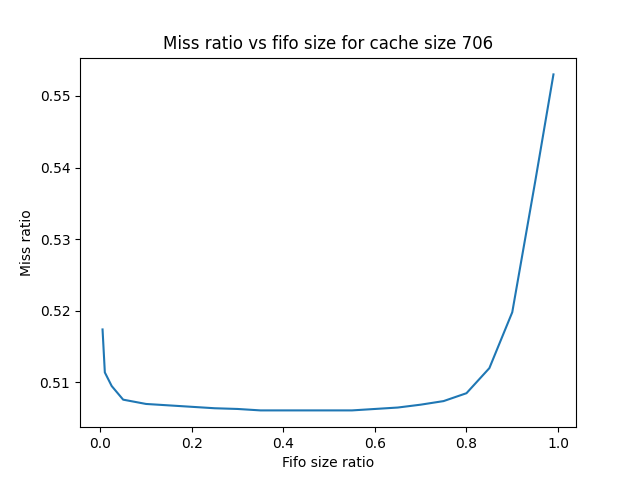 Miss ratio vs fifo size for cache size 706
0.55
0.54
0.53
0.52
0.51
Miss ratio
0.0 0.2 0.4 0.6 0.8 1.0
Fifo size ratio